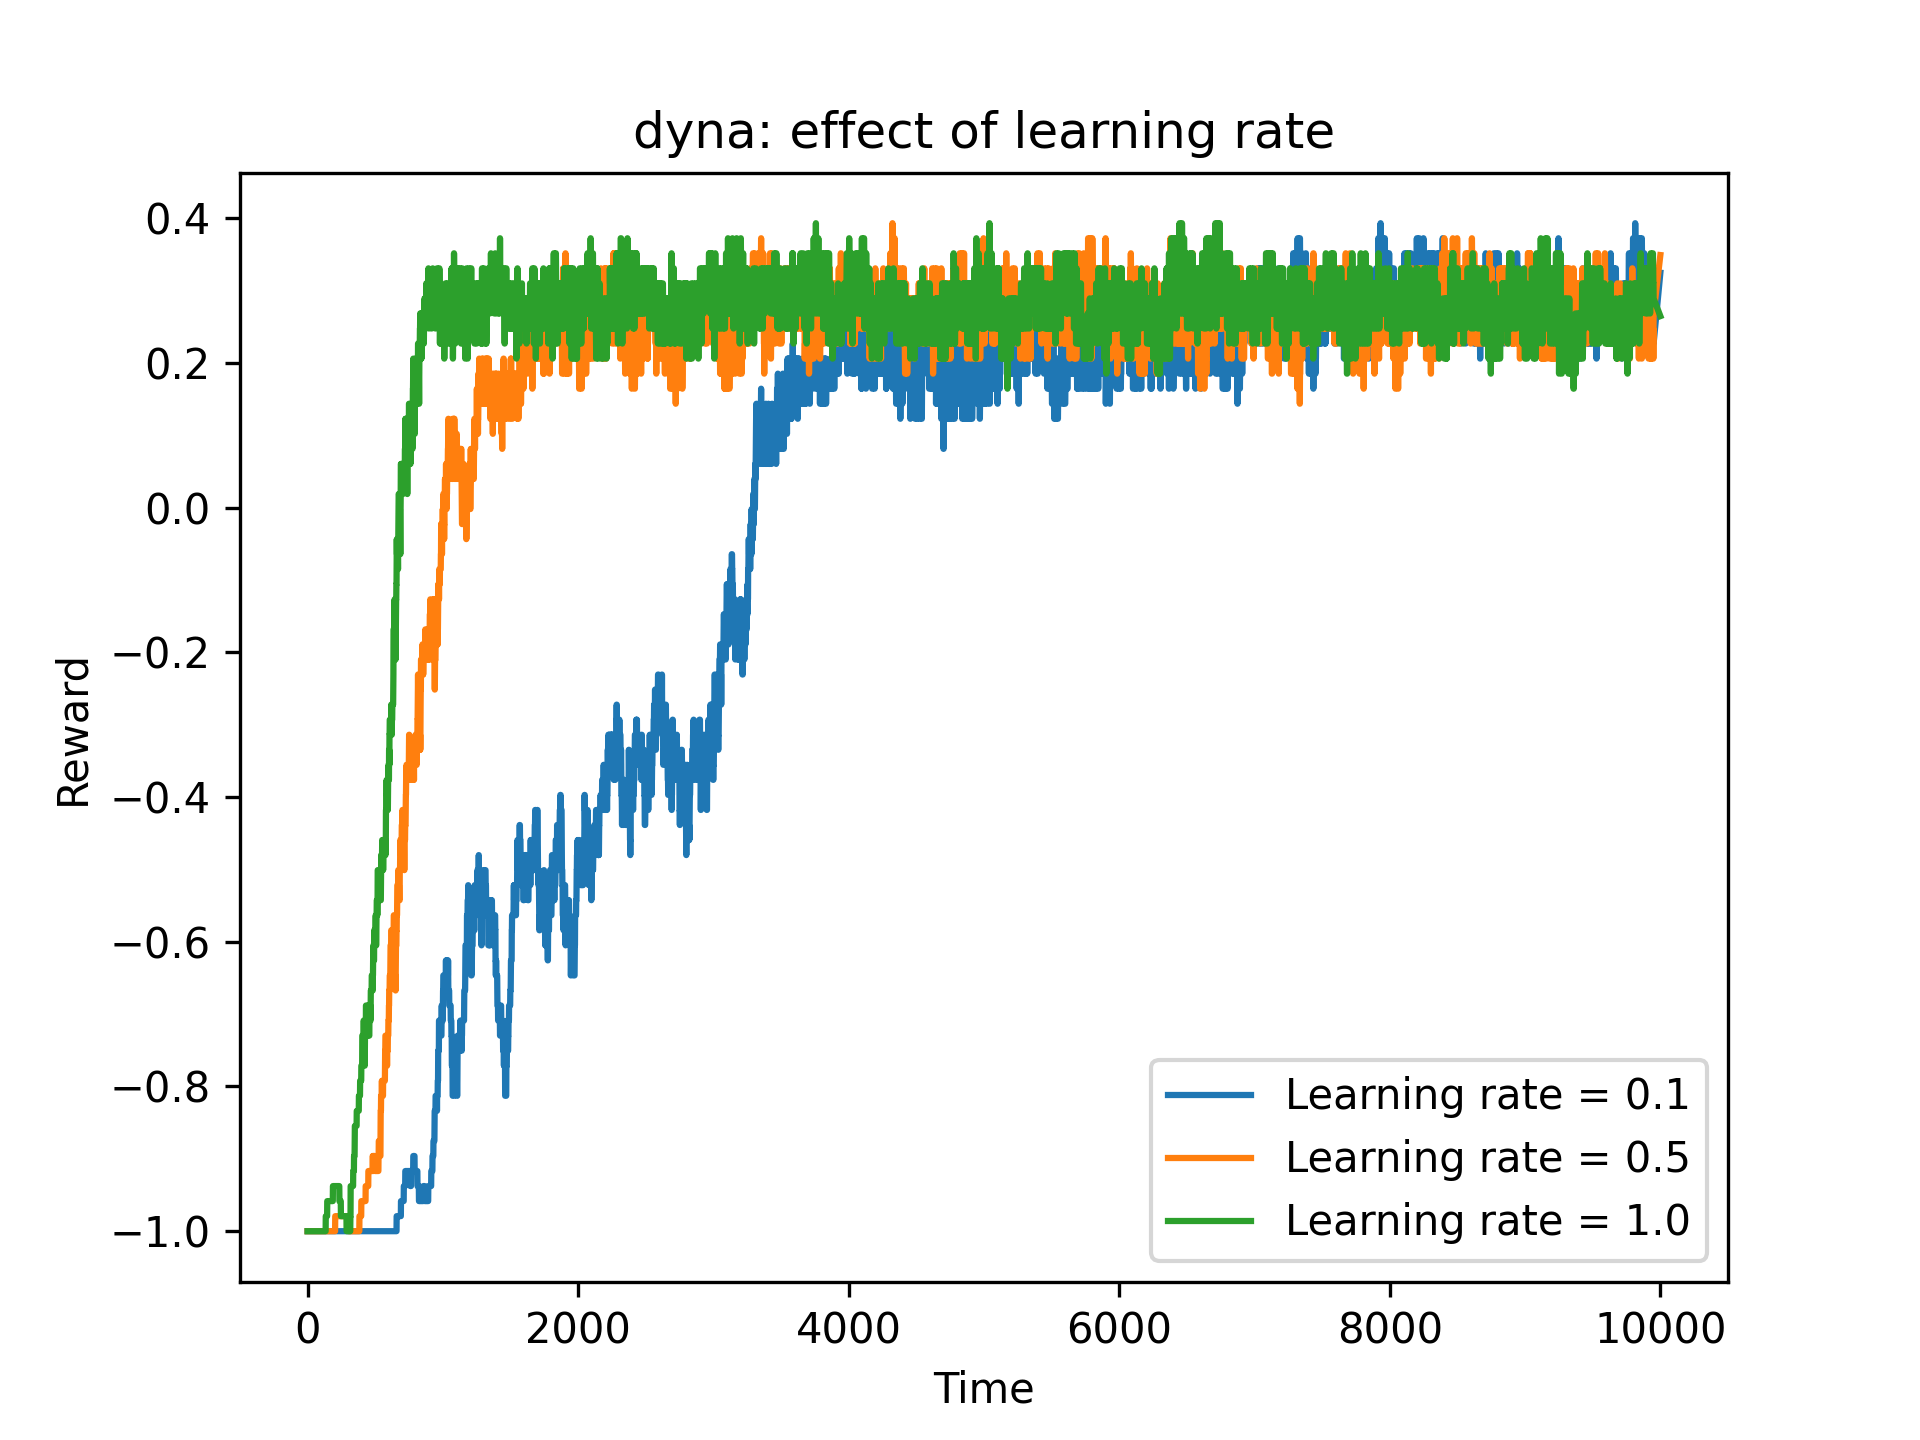 dyna: effect of learning rate
0.4
0.2
0.0
−0.2
−0.4
−0.6
−0.8
−1.0
Reward
Learning rate = 0.1
Learning rate = 0.5
Learning rate = 1.0
0 2000 4000 6000 8000 10000
Time